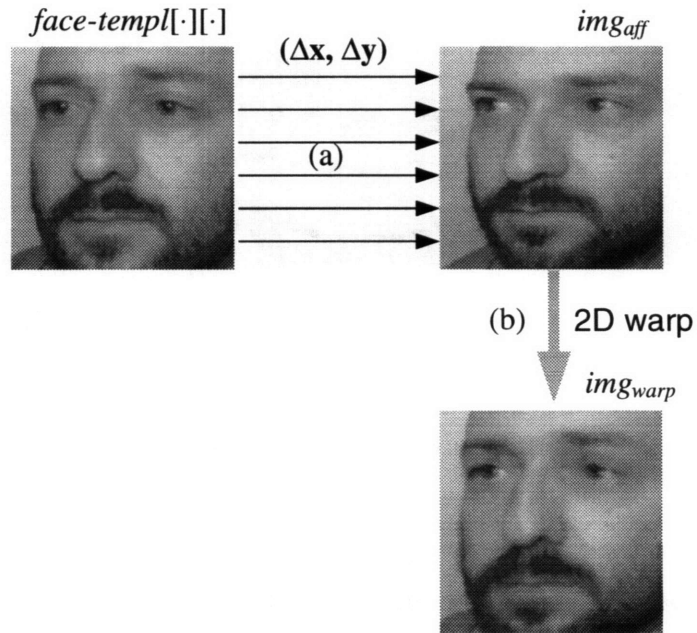 face-templ[·][·]
(Δx, Δy)
img_aff
(a)
(b)
2D warp
img_warp